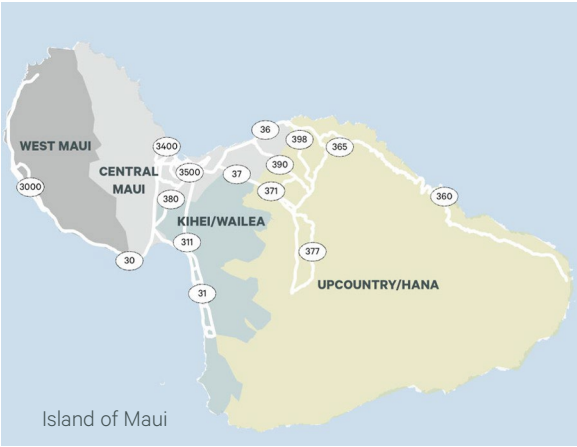 36
398
3400
365
WEST MAUI
390
CENTRAL
MAUI
3500
37
3000
371
380
360
KIHEI/WAILEA
311
377
30
UPCOUNTRY/HANA
31
Island of Maui